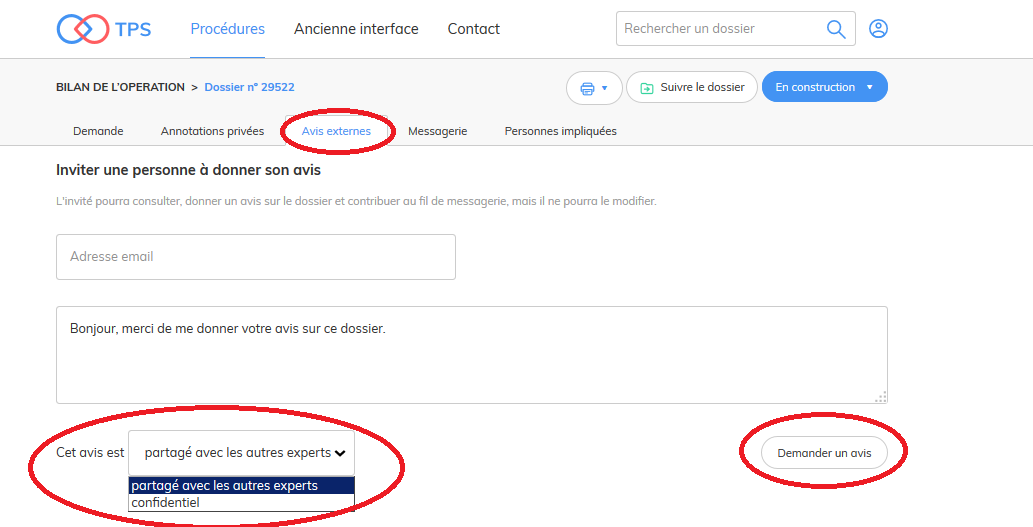 TPS Procédures Ancienne interface Contact Rechercher un dossier
BILAN DE L'OPERATION > Dossier n° 29522 Suivre le dossier En construction
Demande Annotations privées Avis externes Messagerie Personnes impliquées
Inviter une personne à donner son avis
L'invité pourra consulter, donner un avis sur le dossier et contribuer au fil de messagerie, mais il ne pourra le modifier.
Adresse email
Bonjour, merci de me donner votre avis sur ce dossier.
Cet avis est partagé avec les autres experts Demander un avis
partagé avec les autres experts
confidentiel